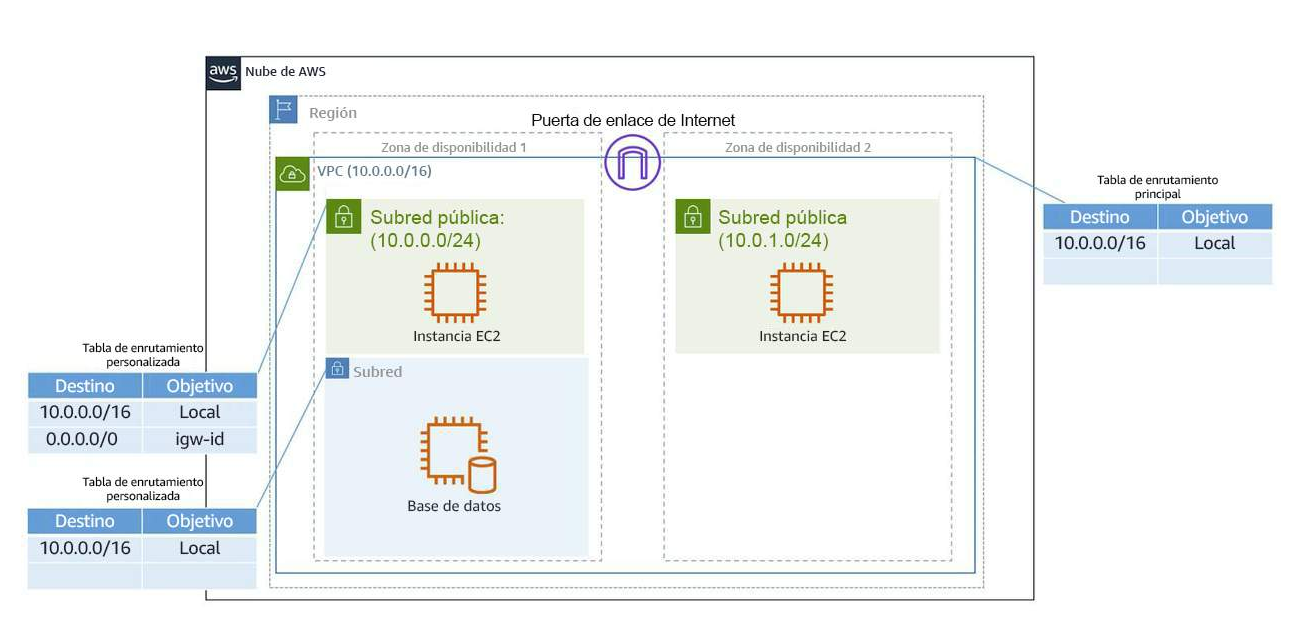 aws
Nube de AWS
Región
Puerta de enlace de Internet
Zona de disponibilidad 1
Zona de disponibilidad 2
VPC (10.0.0.0/16)
Subred pública:
(10.0.0.0/24)
Instancia EC2
Subred pública
(10.0.1.0/24)
Instancia EC2
Subred
Base de datos
Tabla de enrutamiento
principal
Destino Objetivo
10.0.0.0/16 Local
Tabla de enrutamiento
personalizada
Destino Objetivo
10.0.0.0/16 Local
0.0.0.0/0 igw-id
Tabla de enrutamiento
personalizada
Destino Objetivo
10.0.0.0/16 Local